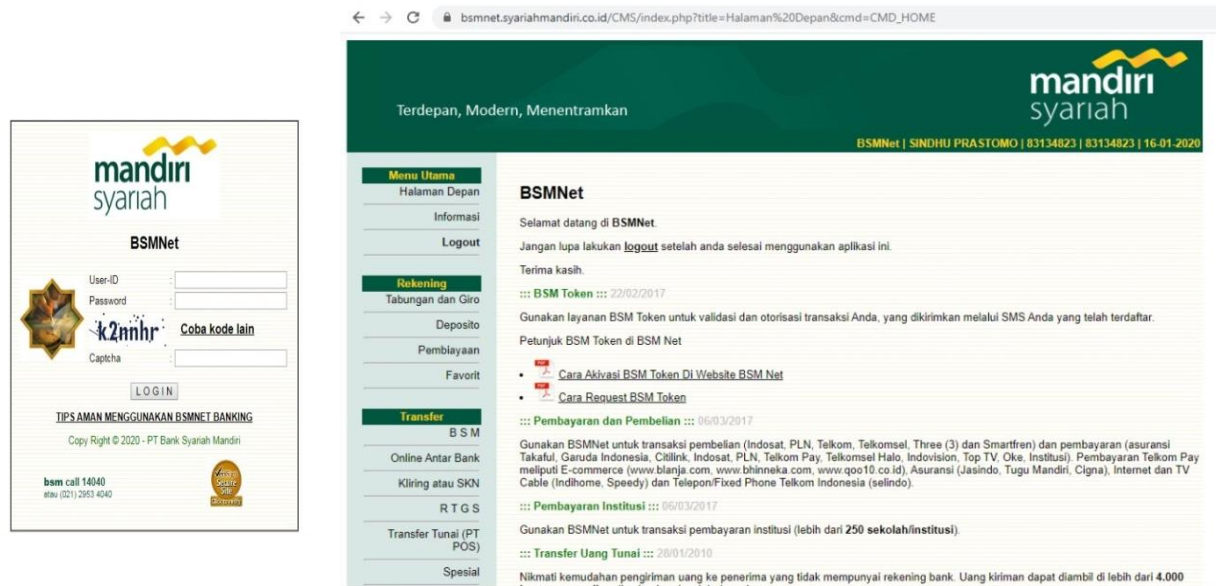 mandiri
syariah
BSMNet
User-ID :
Password :
k2nnhr
Coba kode lain
Captcha :
LOGIN
TIPS AMAN MENGGUNAKAN BSMNET BANKING
Copy Right © 2020 - PT Bank Syariah Mandiri
bsm call 14040
atau (021) 2953 4040
Secure
Site
bsmnet.syariahmandiri.co.id/CMS/index.php?title=Halaman%20Depan&cmd=CMD_HOME
Terdepan, Modern, Menentramkan
mandiri
syariah
BSMNet | SINDHU PRASTOMO | 83134823 | 83134823 | 16-01-2020
Menu Utama
Halaman Depan
Informasi
Logout
Rekening
Tabungan dan Giro
Deposito
Pembiayaan
Favorit
Transfer
B S M
Online Antar Bank
Kliring atau SKN
R T G S
Transfer Tunai (PT
POS)
Spesial
BSMNet
Selamat datang di BSMNet.
Jangan lupa lakukan logout setelah anda selesai menggunakan aplikasi ini.
Terima kasih.
::: BSM Token ::: 22/02/2017
Gunakan layanan BSM Token untuk validasi dan otorisasi transaksi Anda, yang dikirimkan melalui SMS Anda yang telah terdaftar.
Petunjuk BSM Token di BSM Net
• Cara Akivasi BSM Token Di Website BSM Net
• Cara Request BSM Token
::: Pembayaran dan Pembelian ::: 06/03/2017
Gunakan BSMNet untuk transaksi pembelian (Indosat, PLN, Telkom, Telkomsel, Three (3) dan Smartfren) dan pembayaran (asuransi
Takaful, Garuda Indonesia, Citilink, Indosat, PLN, Telkom Pay, Telkomsel Halo, Indovision, Top TV, Oke, Institusi). Pembayaran Telkom Pay
meliputi E-commerce (www.blanja.com, www.bhinneka.com, www.qoo10.co.id), Asuransi (Jasindo, Tugu Mandiri, Cigna), Internet dan TV
Cable (Indihome, Speedy) dan Telepon/Fixed Phone Telkom Indonesia (selindo).
::: Pembayaran Institusi ::: 06/03/2017
Gunakan BSMNet untuk transaksi pembayaran institusi (lebih dari 250 sekolah/institusi).
::: Transfer Uang Tunai ::: 28/01/2010
Nikmati kemudahan pengiriman uang ke penerima yang tidak mempunyai rekening bank. Uang kiriman dapat diambil di lebih dari 4.000